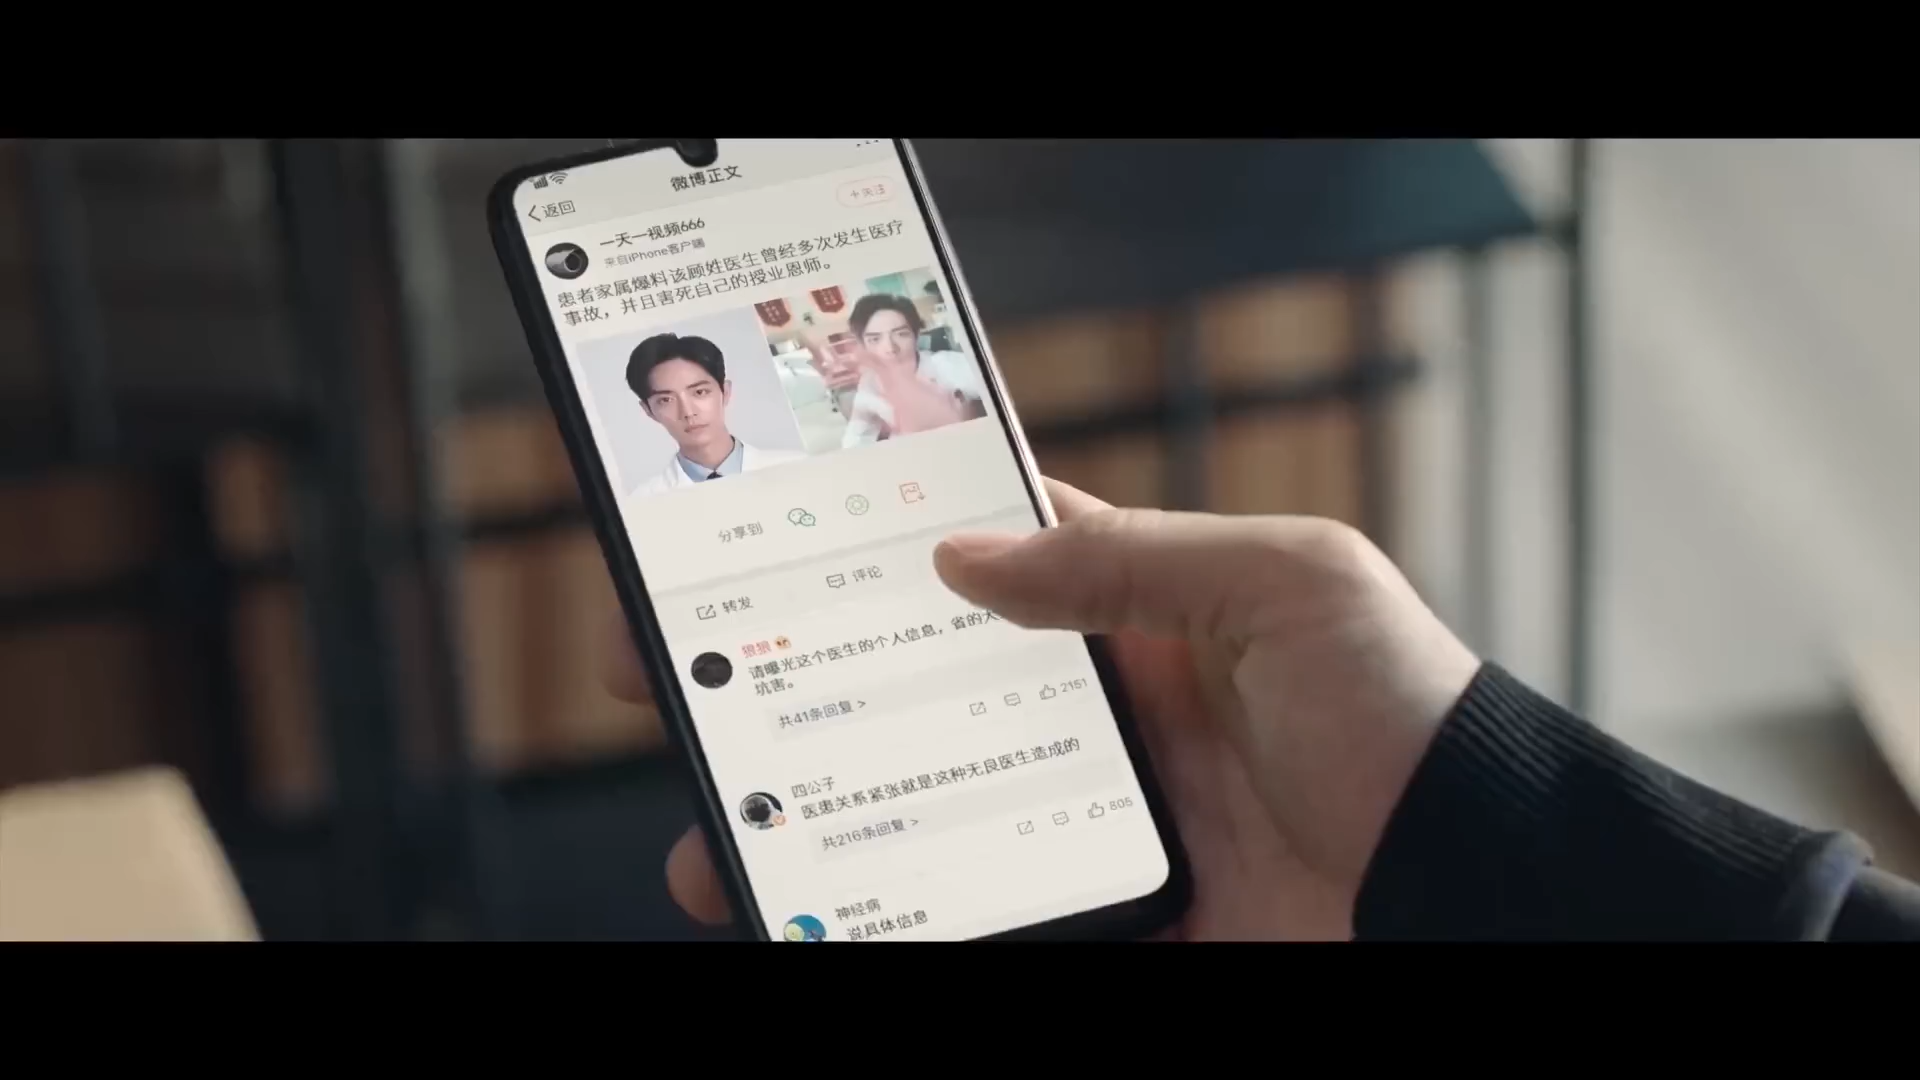 微博正文
返回
+关注
一天一视频666
来自iPhone客户端
患者家属爆料该顾姓医生曾经多次发生医疗
事故，并且害死自己的授业恩师。
分享到
转发
评论
狼狼
请曝光这个医生的个人信息，省的大
坑害。
共41条回复 >
2151
四公子
医患关系紧张就是这种无良医生造成的
共216条回复 >
805
神经病
说具体信息